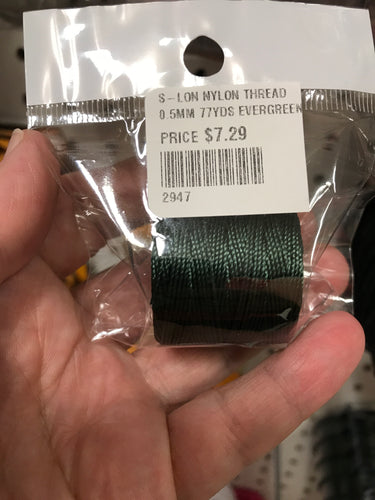 S-LON NYLON THREAD
0.5MM 77YDS EVERGREEN
PRICE $7.29
2947